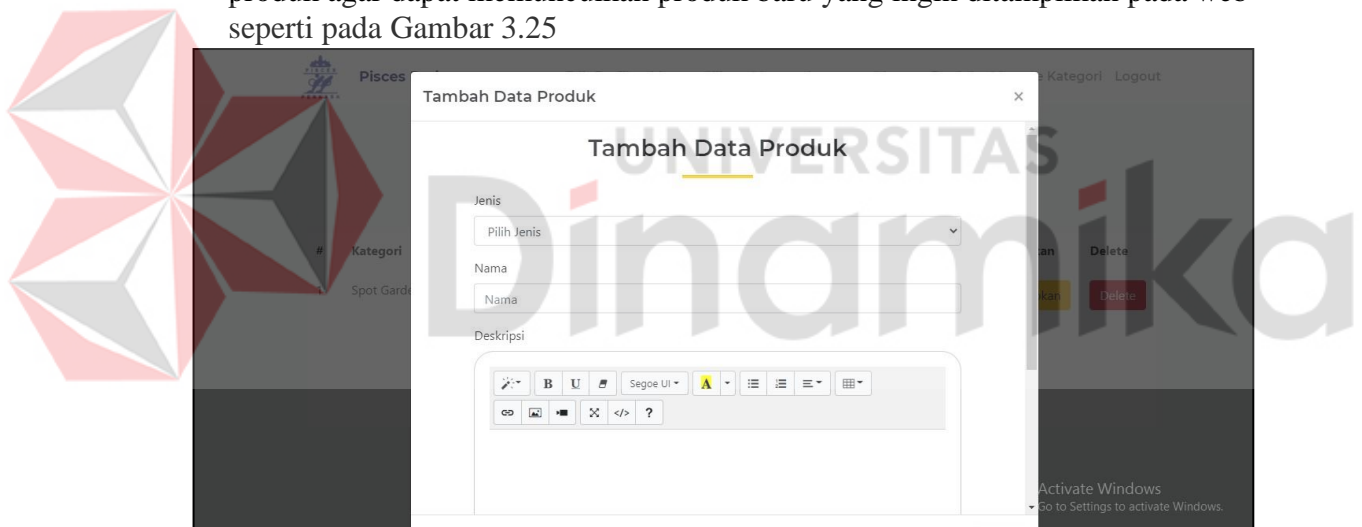 seperti pada Gambar 3.25
Pisces
Kategori Logout
Tambah Data Produk
×
UNIVERSITAS
Dinamika
Tambah Data Produk
Jenis
Pilih Jenis
# Kategori
Delete
Nama
Spot Garde
Delete
Nama
Deskripsi
B U Segoe UI A </> ?
Activate Windows
Go to Settings to activate Windows.